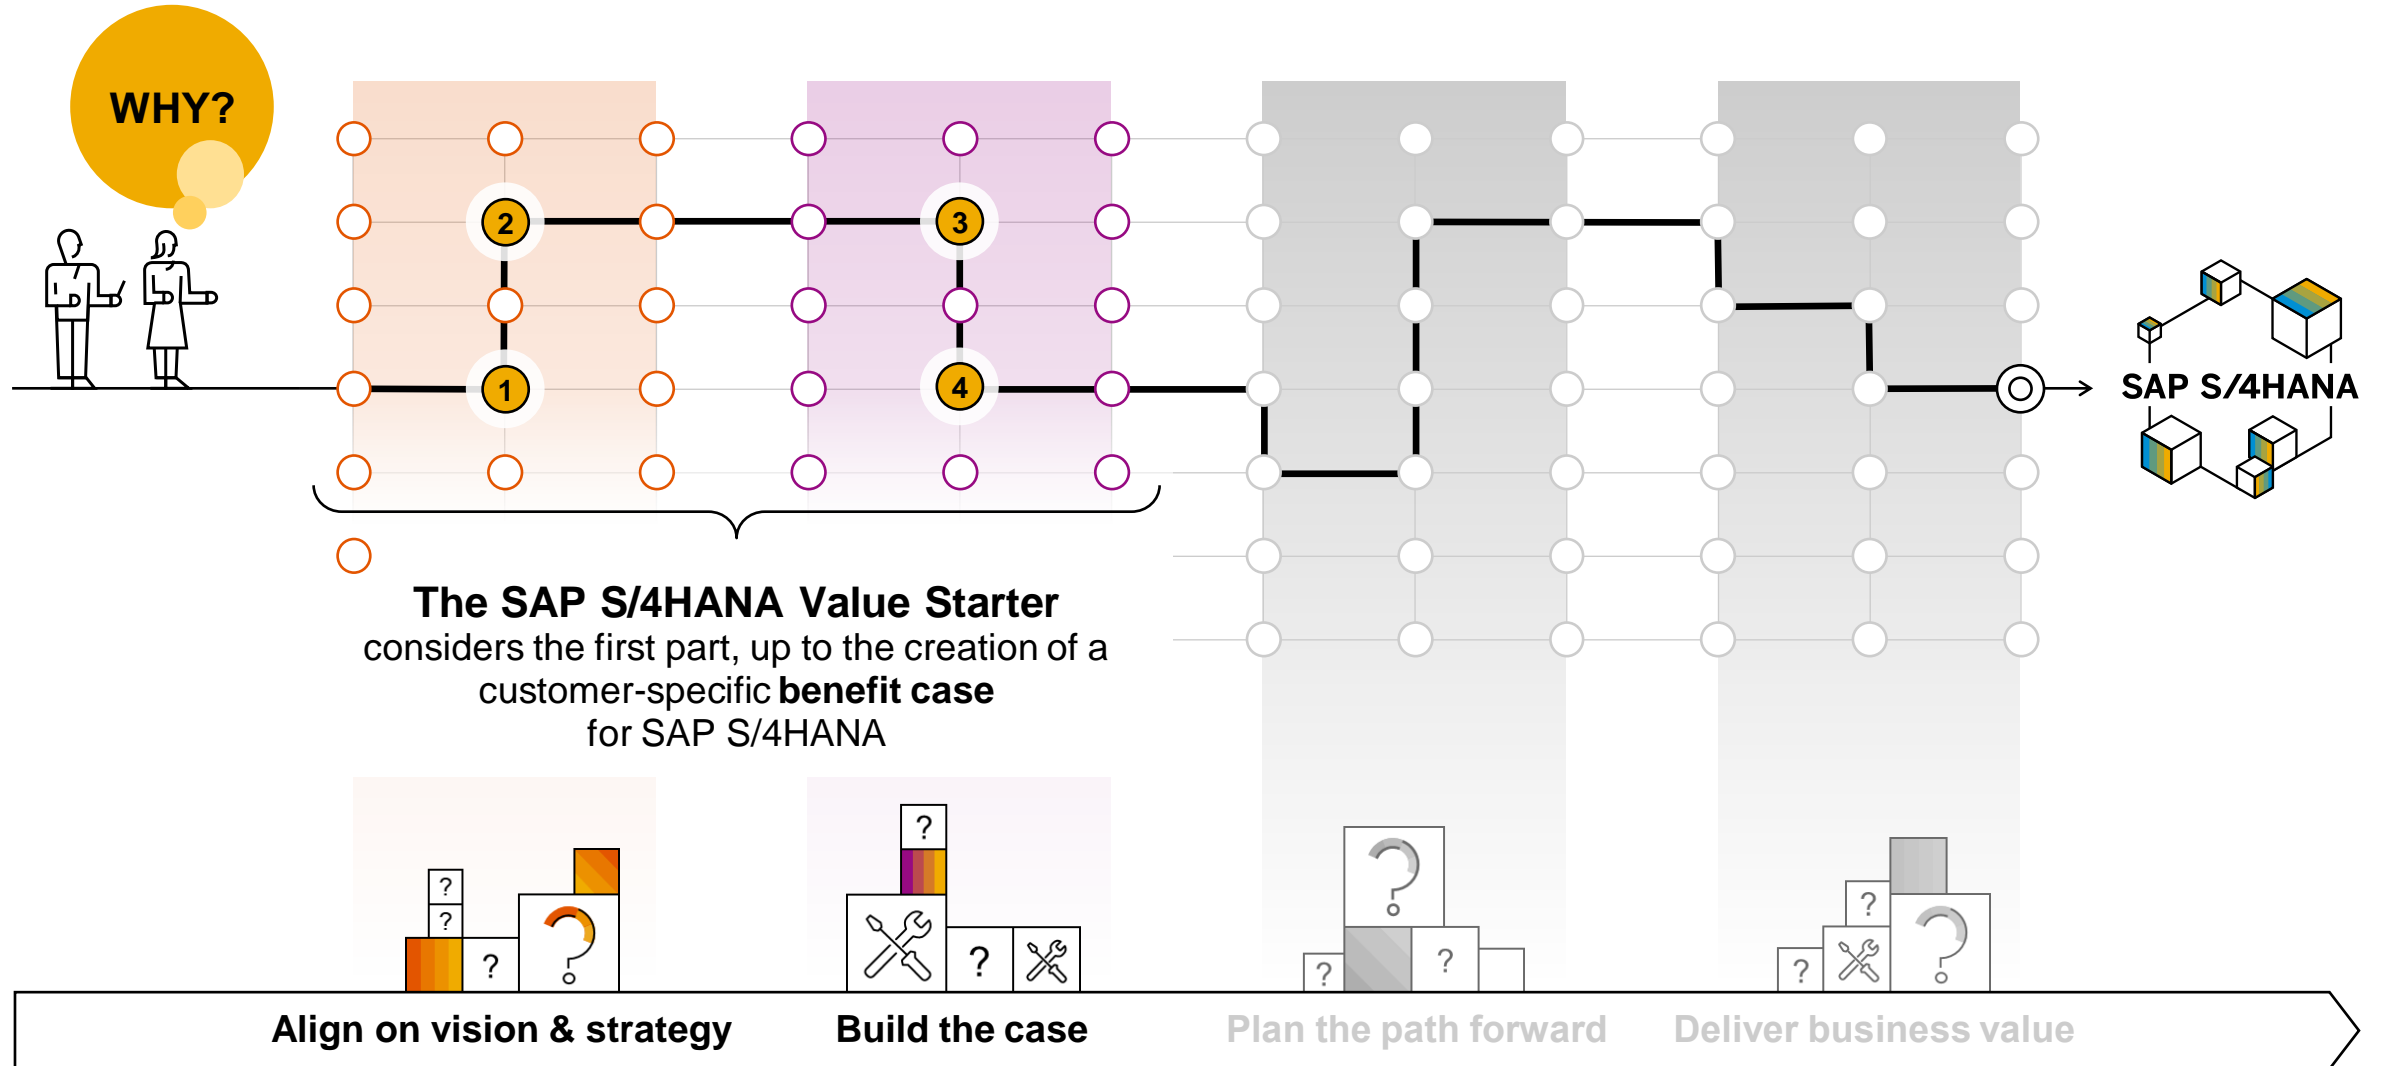 WHY?
2
3
1
4
SAP S/4HANA
The SAP S/4HANA Value Starter
considers the first part, up to the creation of a
customer-specific benefit case
for SAP S/4HANA
?
?
?
?
?
?
?
?
?
?
?
?
Align on vision & strategy
Build the case
Plan the path forward
Deliver business value